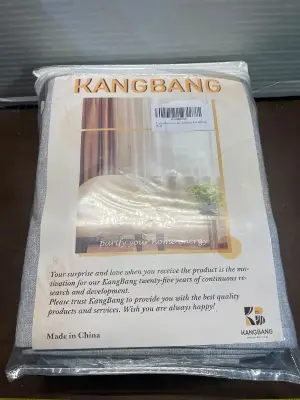 KANGBANG
purify your home energy
Your surprise and love when you receive the product is the mo-
tivation for our KangBang twenty-five years of continuous re-
search and development.
Please trust KangBang to provide you with the best quality
products and services. Wish you are always happy!
KANGBANG
Made in China